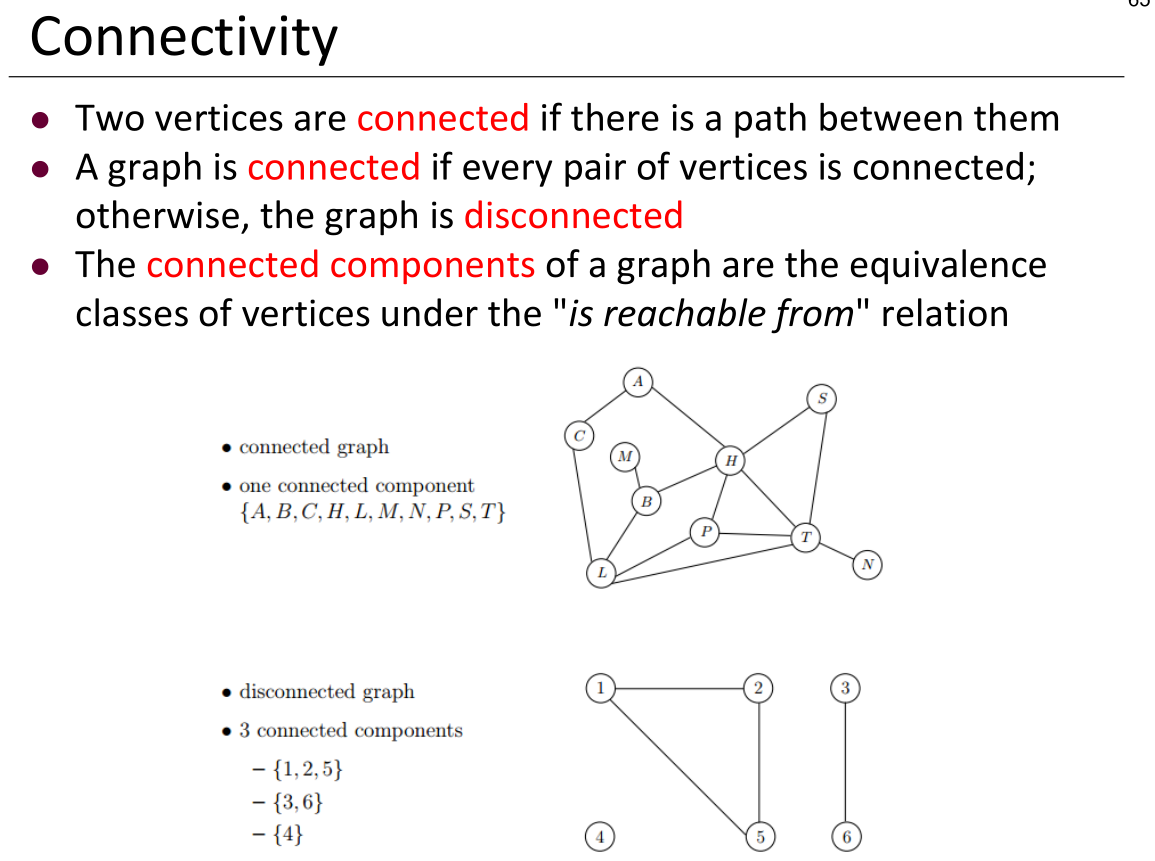 Connectivity
● Two vertices are connected if there is a path between them
● A graph is connected if every pair of vertices is connected;
otherwise, the graph is disconnected
● The connected components of a graph are the equivalence
classes of vertices under the "is reachable from" relation
• connected graph
• one connected component
{A, B, C, H, L, M, N, P, S, T}
A
S
C
M
H
B
P
T
L
N
• disconnected graph
• 3 connected components
– {1, 2, 5}
– {3, 6}
– {4}
1
2
3
4
5
6